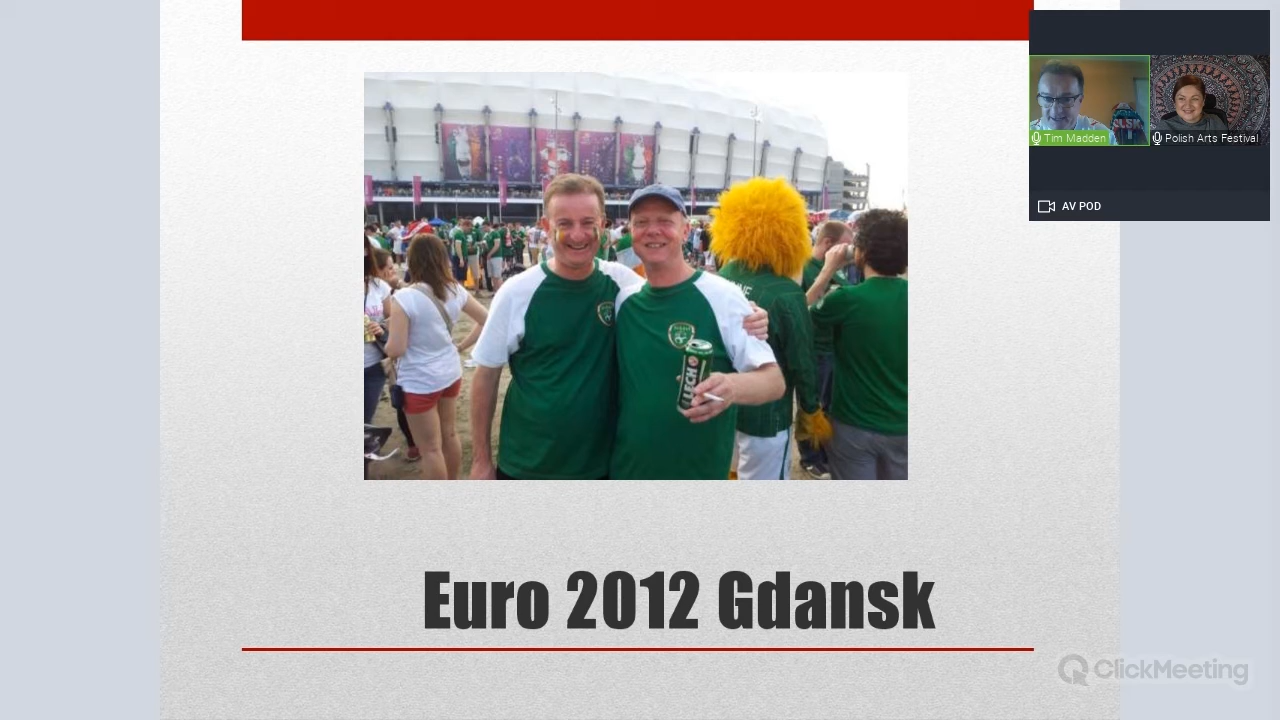 Tim Madden
Polish Arts Festival
AV POD
LECH
Euro 2012 Gdansk
ClickMeeting